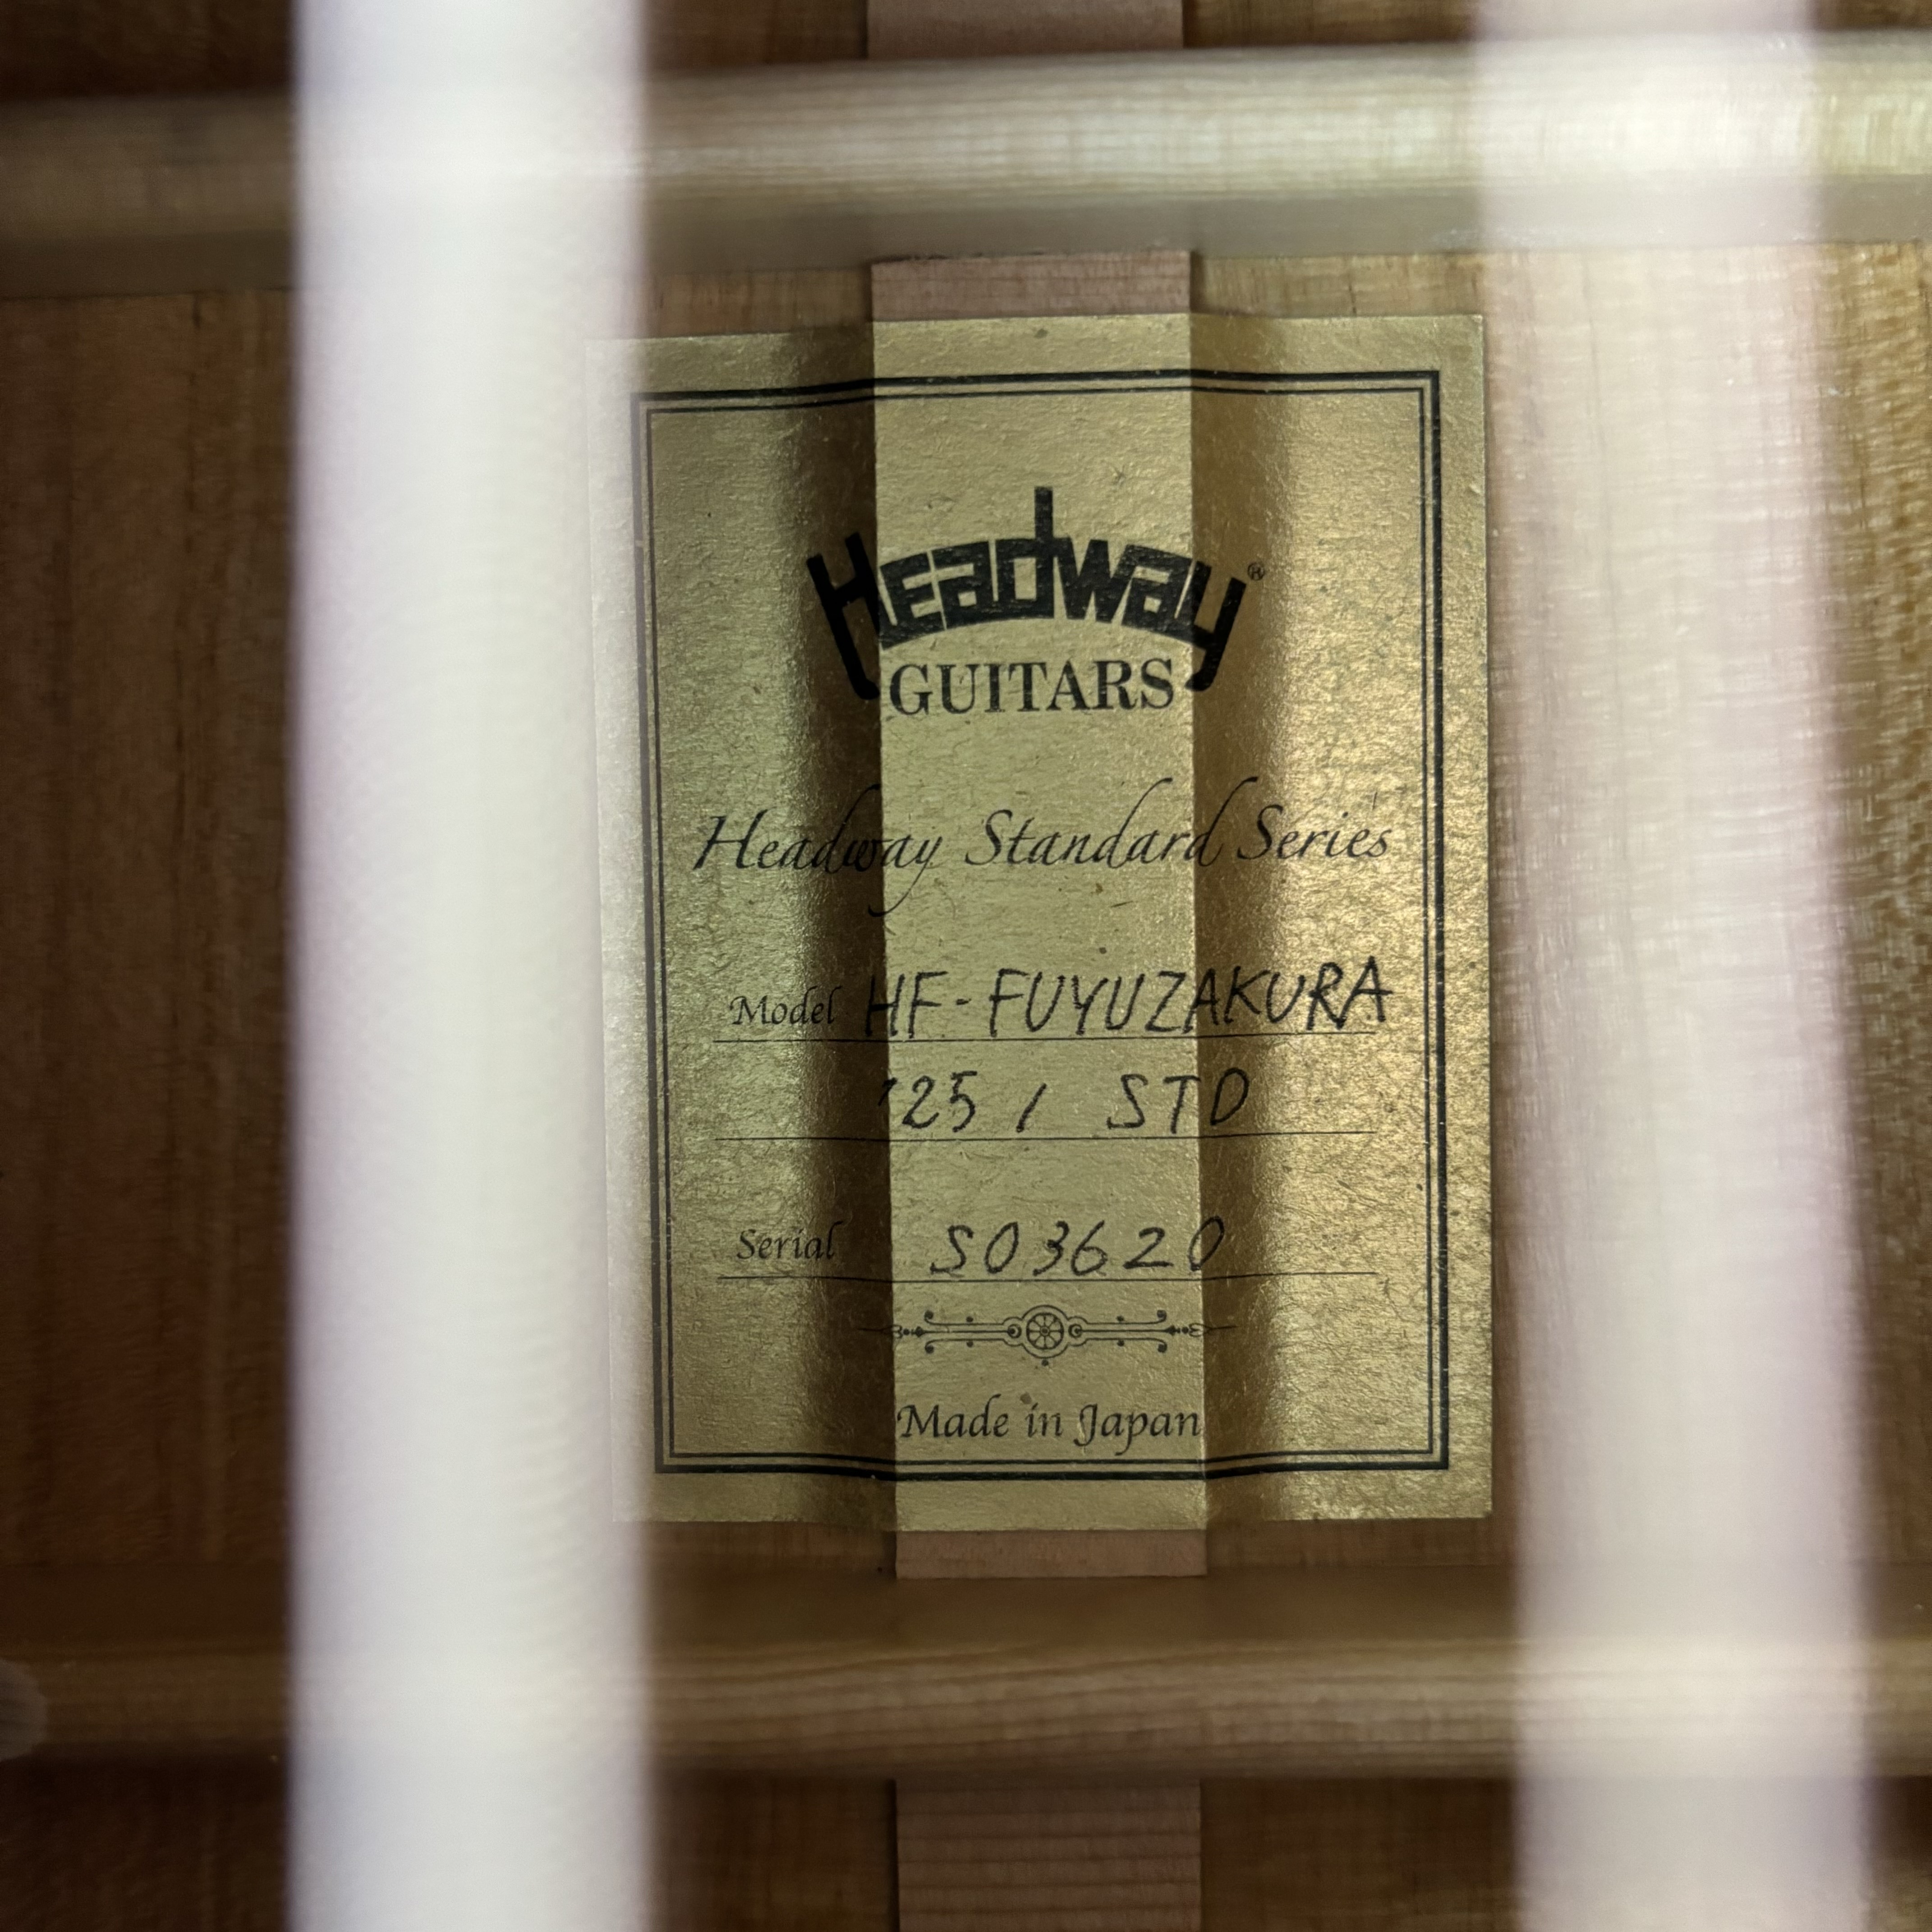 Headway®
GUITARS
Headway Standard Series
Model HF-FUYUZAKURA
'25 / STD
Serial S03620
Made in Japan